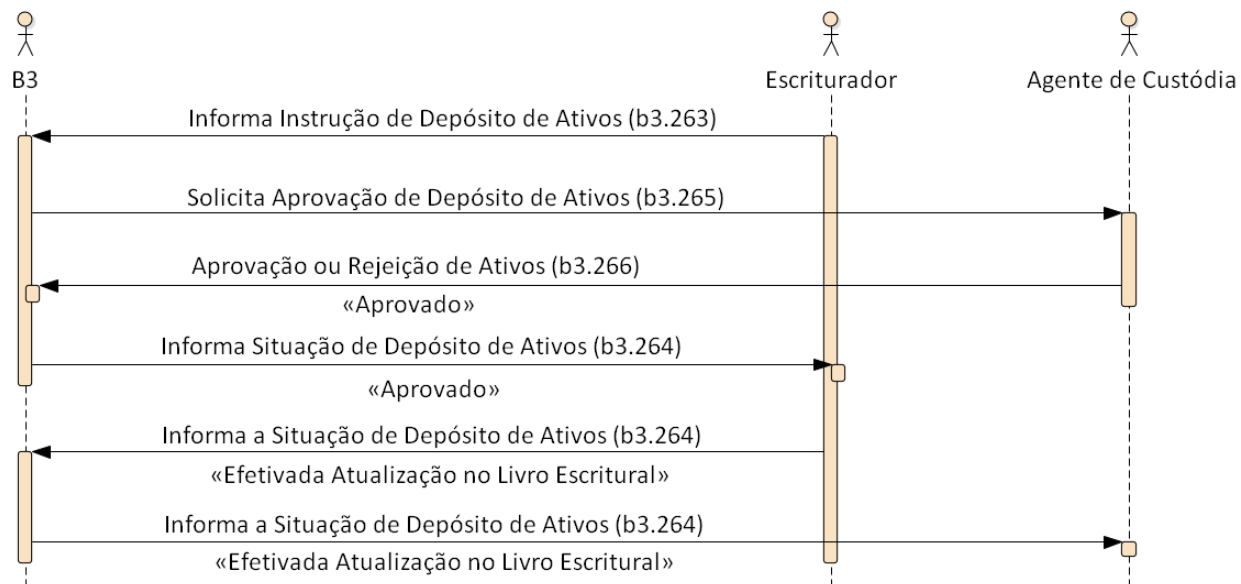 B3
Escriturador
Agente de Custódia
Informa Instrução de Depósito de Ativos (b3.263)
Solicita Aprovação de Depósito de Ativos (b3.265)
Aprovação ou Rejeição de Ativos (b3.266)
«Aprovado»
Informa Situação de Depósito de Ativos (b3.264)
«Aprovado»
Informa a Situação de Depósito de Ativos (b3.264)
«Efetivada Atualização no Livro Escritural»
Informa a Situação de Depósito de Ativos (b3.264)
«Efetivada Atualização no Livro Escritural»